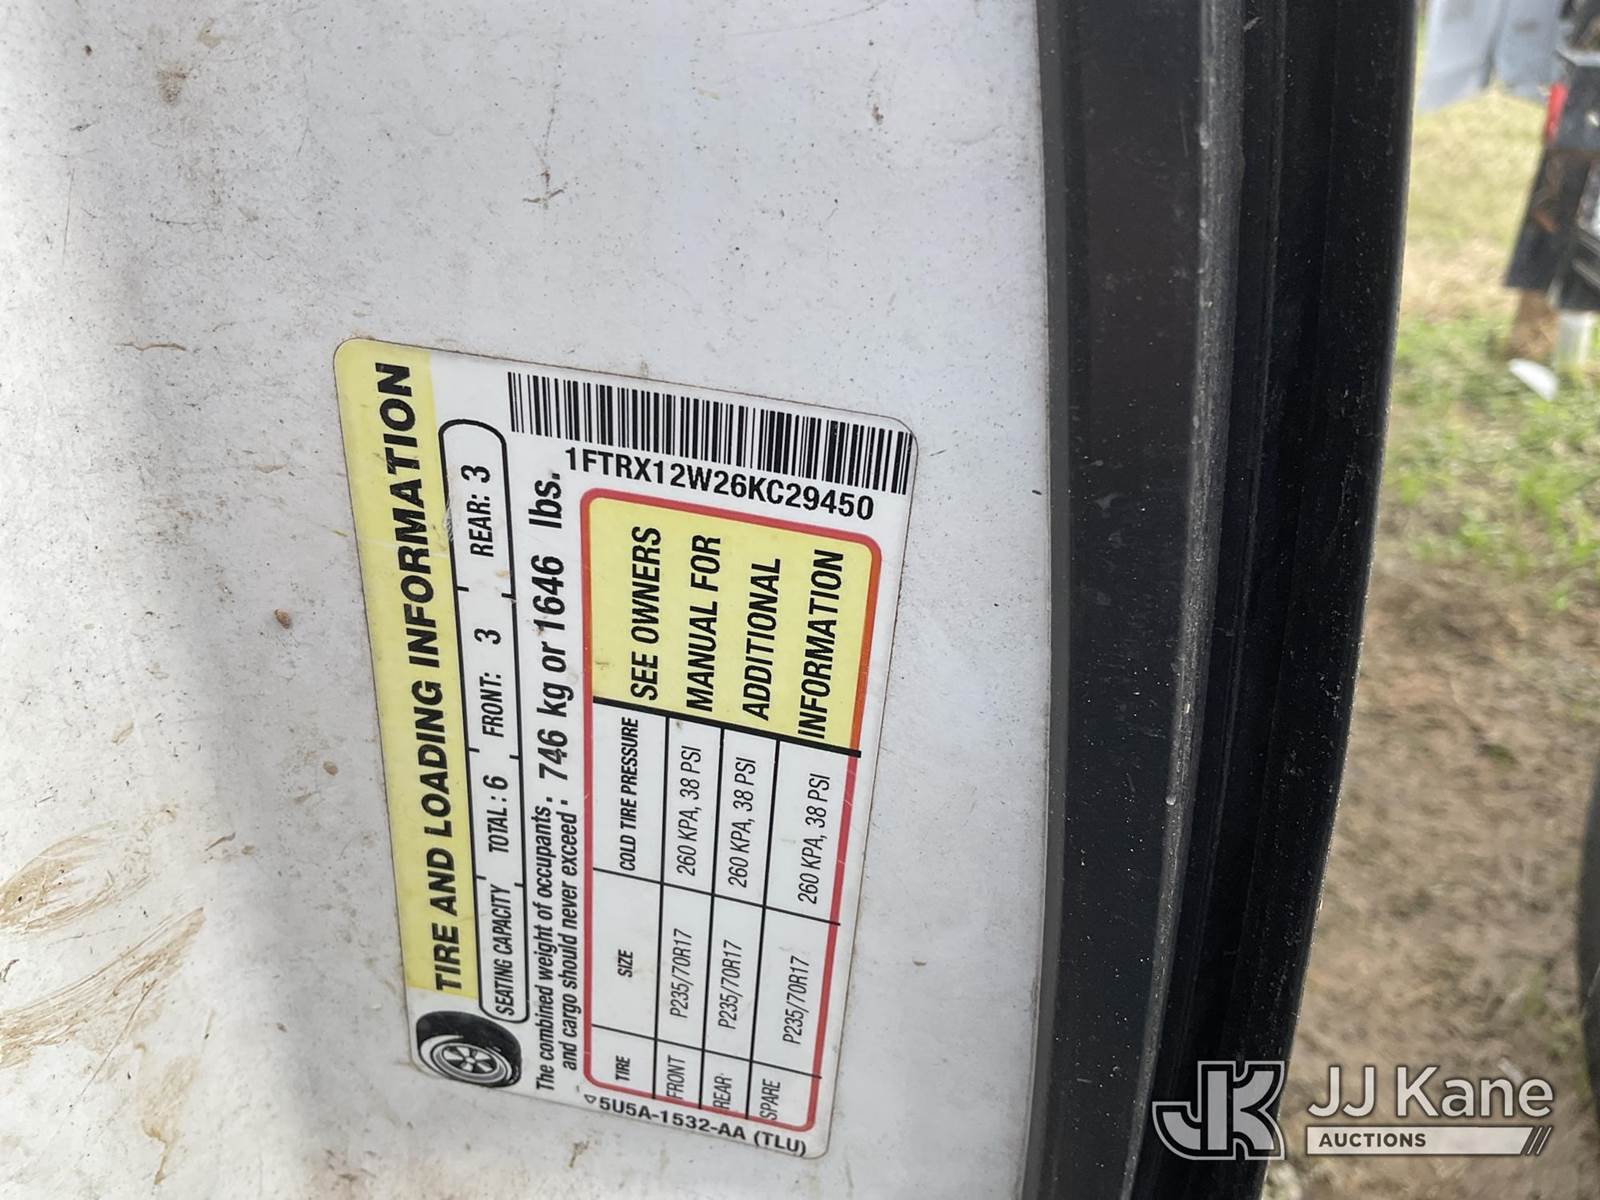 TIRE AND LOADING INFORMATION
SEATING CAPACITY TOTAL: 6 FRONT: 3 REAR: 3
The combined weight of occupants and cargo should never exceed : 746 kg or 1646 lbs.
TIRE SIZE COLD TIRE PRESSURE
FRONT P235/70R17 260 KPA, 38 PSI
REAR P235/70R17 260 KPA, 38 PSI
SPARE P235/70R17 260 KPA, 38 PSI
SEE OWNERS
MANUAL FOR
ADDITIONAL
INFORMATION
5U5A-1532-AA (TLU)
1FTRX12W26KC29450
JK JJ Kane
AUCTIONS